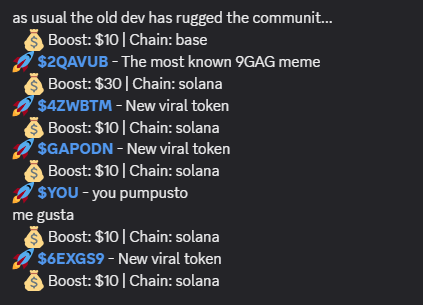 as usual the old dev has rugged the communit...
💰 Boost: $10 | Chain: base
🚀 $2QAVUB - The most known 9GAG meme
💰 Boost: $30 | Chain: solana
🚀 $4ZWBTM - New viral token
💰 Boost: $10 | Chain: solana
🚀 $GAPODN - New viral token
💰 Boost: $10 | Chain: solana
🚀 $YOU - you pumpusto
me gusta
💰 Boost: $10 | Chain: solana
🚀 $6EXGS9 - New viral token
💰 Boost: $10 | Chain: solana